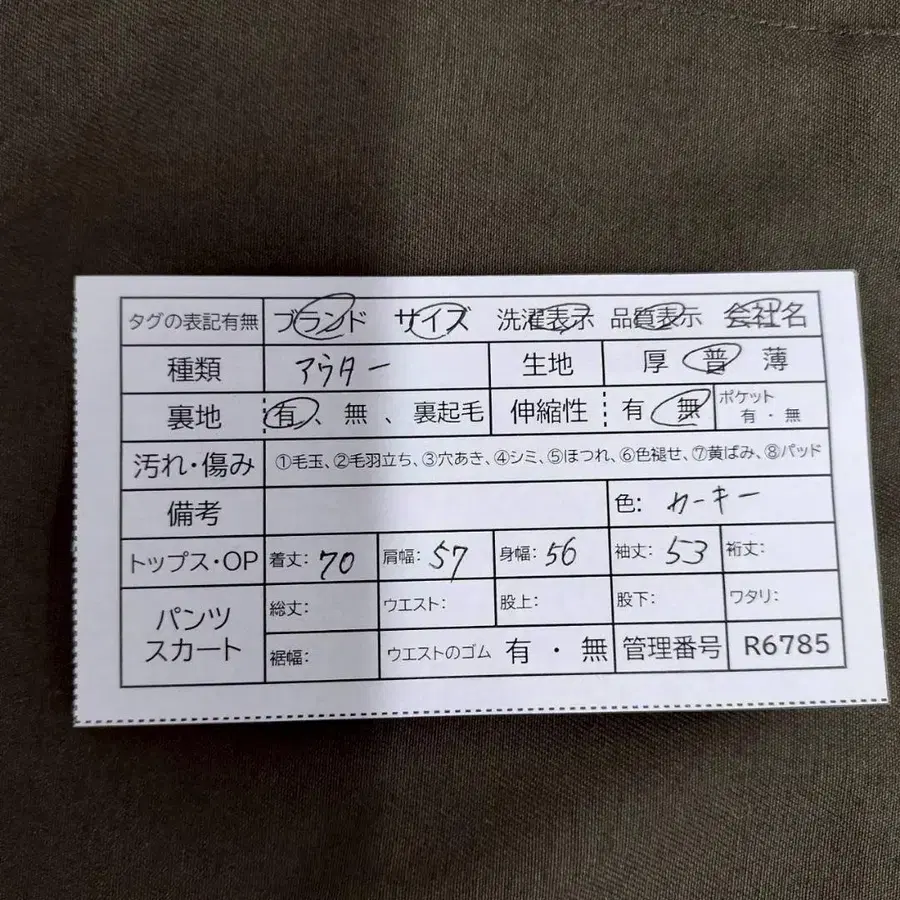 タグの表記有無 ブランド サイズ 洗濯表示 品質表示 会社名
種類 アウター 生地 厚 普 薄
裏地 有、無、裏起毛 伸縮性 有 無 ポケット 有・無
汚れ・傷み ①毛玉、②毛羽立ち、③穴あき、④シミ、⑤ほつれ、⑥色褪せ、⑦黄ばみ、⑧パッド
備考 色: カーキー
トップス・OP 着丈: 70 肩幅: 57 身幅: 56 袖丈: 53 裄丈:
パンツ スカート 総丈: ウエスト: 股上: 股下: ワタリ:
裾幅: ウエストのゴム 有・無 管理番号 R6785